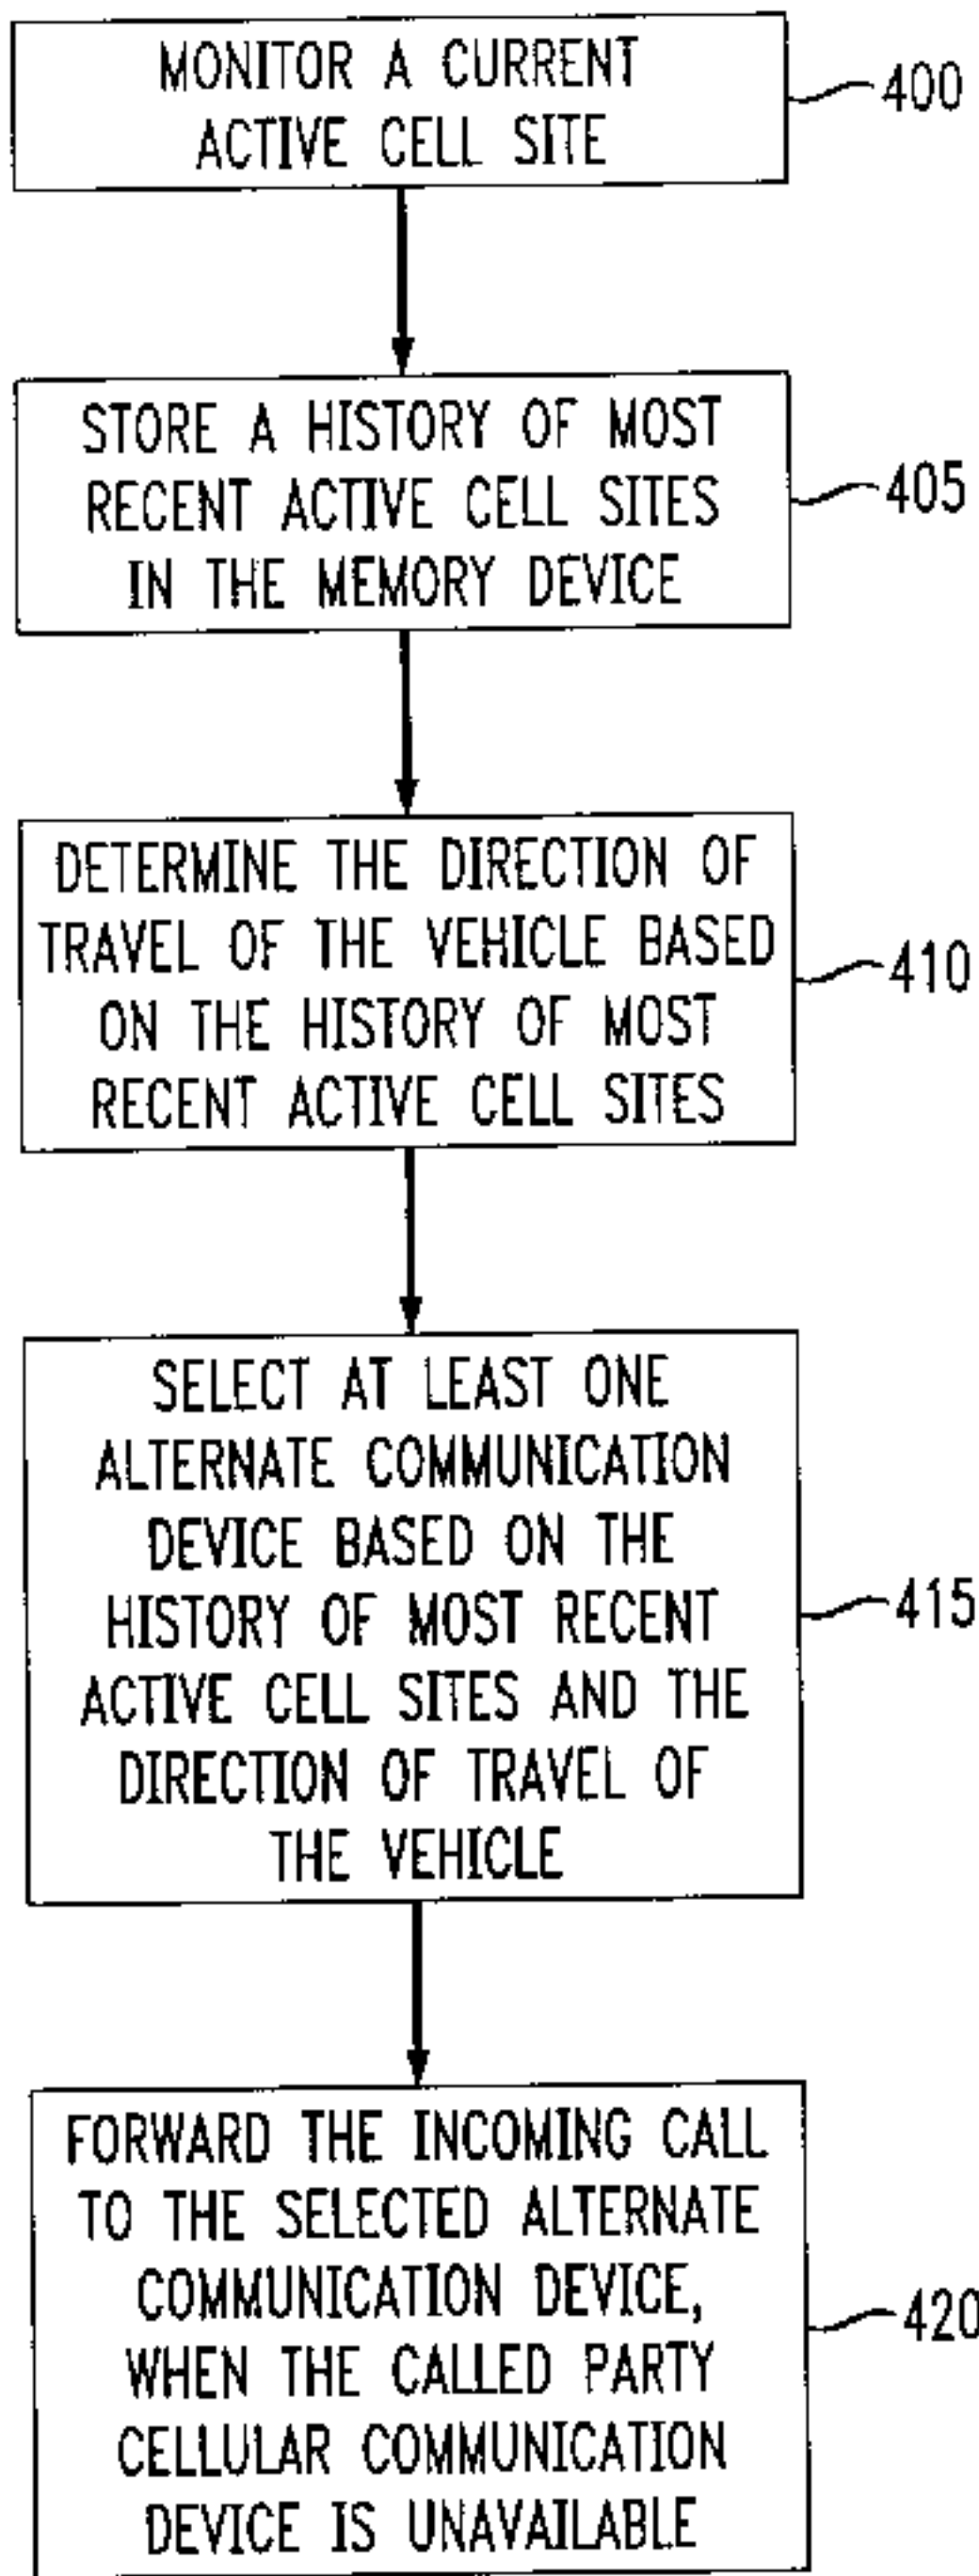 MONITOR A CURRENT
ACTIVE CELL SITE
400
STORE A HISTORY OF MOST
RECENT ACTIVE CELL SITES
IN THE MEMORY DEVICE
405
DETERMINE THE DIRECTION OF
TRAVEL OF THE VEHICLE BASED
ON THE HISTORY OF MOST
RECENT ACTIVE CELL SITES
410
SELECT AT LEAST ONE
ALTERNATE COMMUNICATION
DEVICE BASED ON THE
HISTORY OF MOST RECENT
ACTIVE CELL SITES AND THE
DIRECTION OF TRAVEL OF
THE VEHICLE
415
FORWARD THE INCOMING CALL
TO THE SELECTED ALTERNATE
COMMUNICATION DEVICE,
WHEN THE CALLED PARTY
CELLULAR COMMUNICATION
DEVICE IS UNAVAILABLE
420